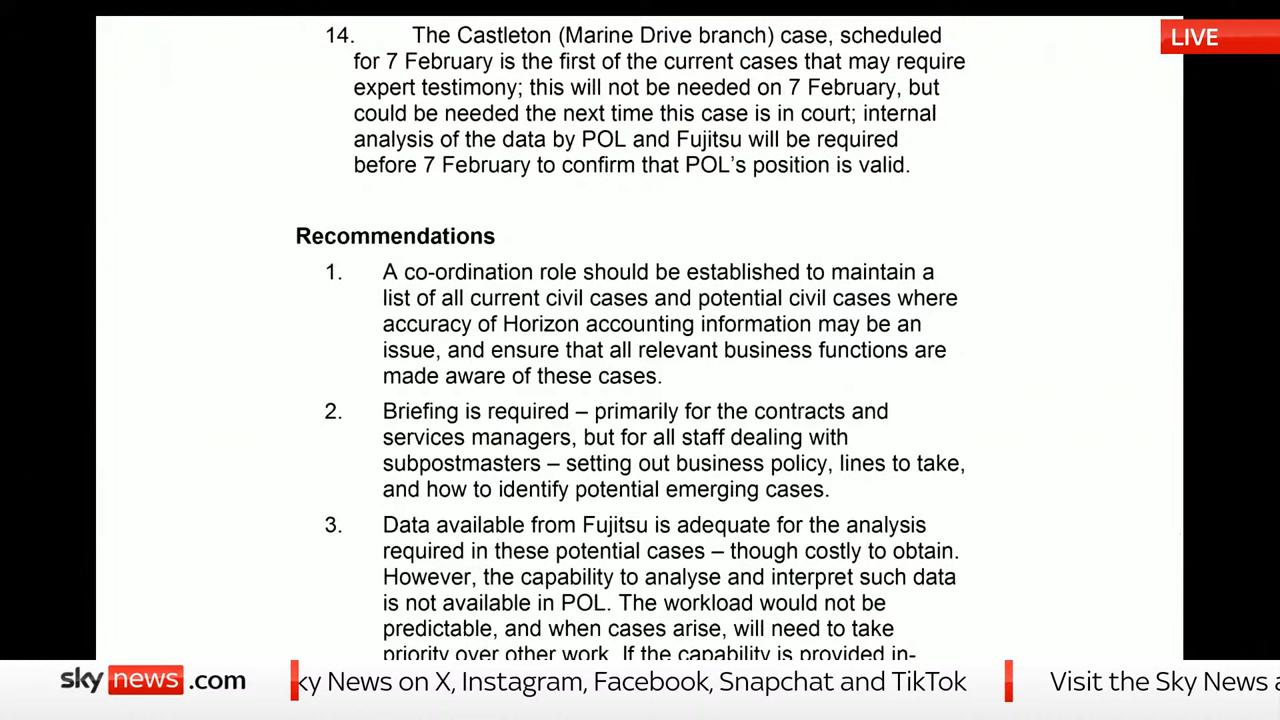 14. The Castleton (Marine Drive branch) case, scheduled
for 7 February is the first of the current cases that may require
expert testimony; this will not be needed on 7 February, but
could be needed the next time this case is in court; internal
analysis of the data by POL and Fujitsu will be required
before 7 February to confirm that POL’s position is valid.
LIVE
Recommendations
1. A co-ordination role should be established to maintain a
list of all current civil cases and potential civil cases where
accuracy of Horizon accounting information may be an
issue, and ensure that all relevant business functions are
made aware of these cases.
2. Briefing is required – primarily for the contracts and
services managers, but for all staff dealing with
subpostmasters – setting out business policy, lines to take,
and how to identify potential emerging cases.
3. Data available from Fujitsu is adequate for the analysis
required in these potential cases – though costly to obtain.
However, the capability to analyse and interpret such data
is not available in POL. The workload would not be
predictable, and when cases arise, will need to take
priority over other work. If the capability is provided in-
sky news .com
ky News on X, Instagram, Facebook, Snapchat and TikTok
Visit the Sky News a